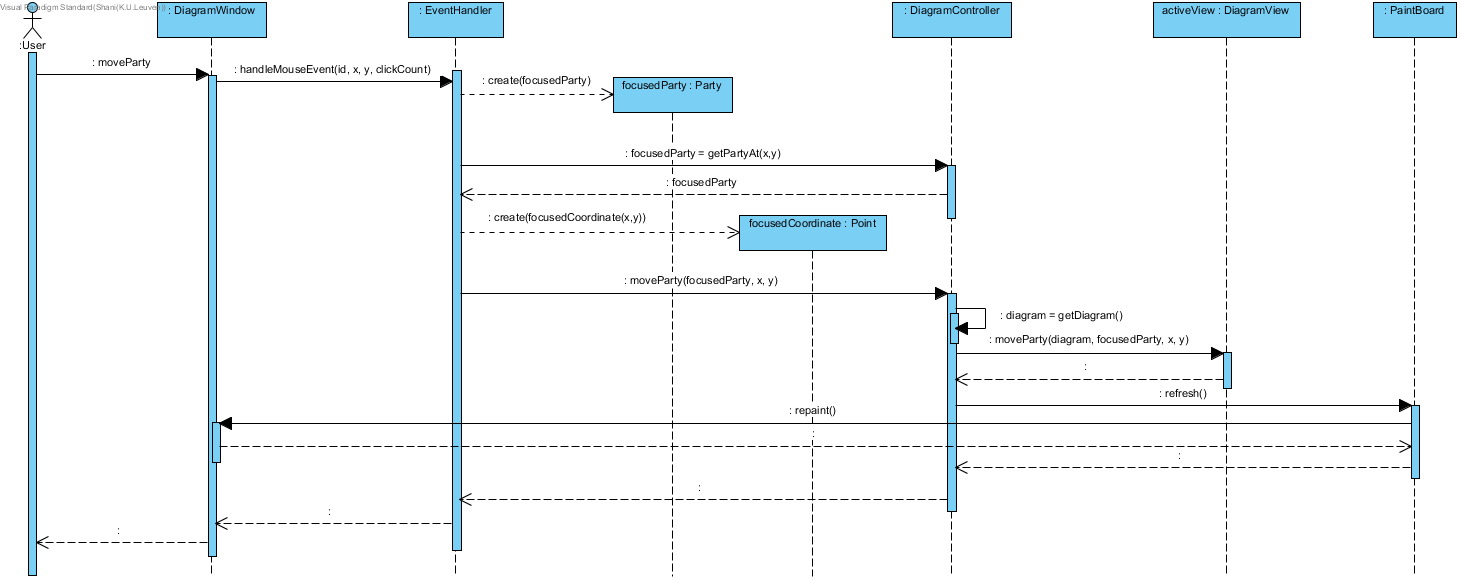 Visual Paradigm Standard(Shani(K.U.Leuven))
:User
: DiagramWindow
: EventHandler
: DiagramController
activeView : DiagramView
: PaintBoard
: moveParty
: handleMouseEvent(id, x, y, clickCount)
: create(focusedParty)
focusedParty : Party
: focusedParty = getPartyAt(x,y)
: focusedParty
: create(focusedCoordinate(x,y))
focusedCoordinate : Point
: moveParty(focusedParty, x, y)
: diagram = getDiagram()
: moveParty(diagram, focusedParty, x, y)
:
: refresh()
: repaint()
:
:
:
:
: